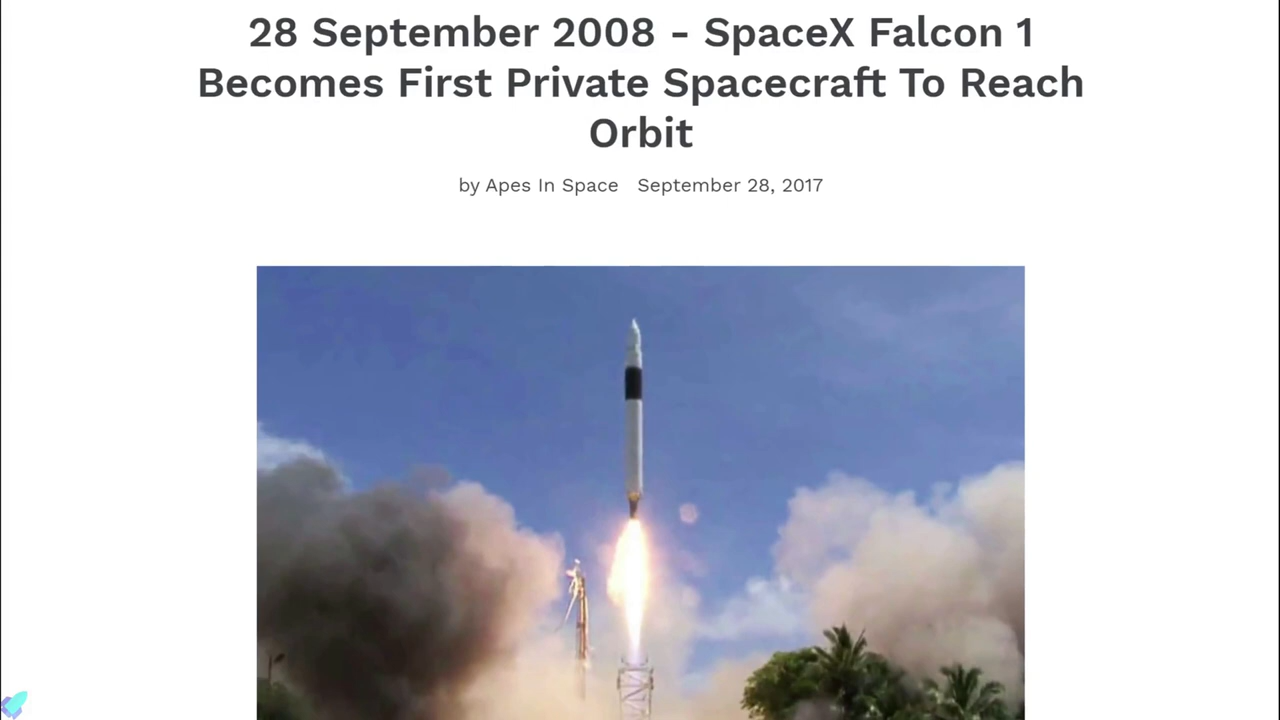 28 September 2008 - SpaceX Falcon 1
Becomes First Private Spacecraft To Reach
Orbit
by Apes In Space September 28, 2017